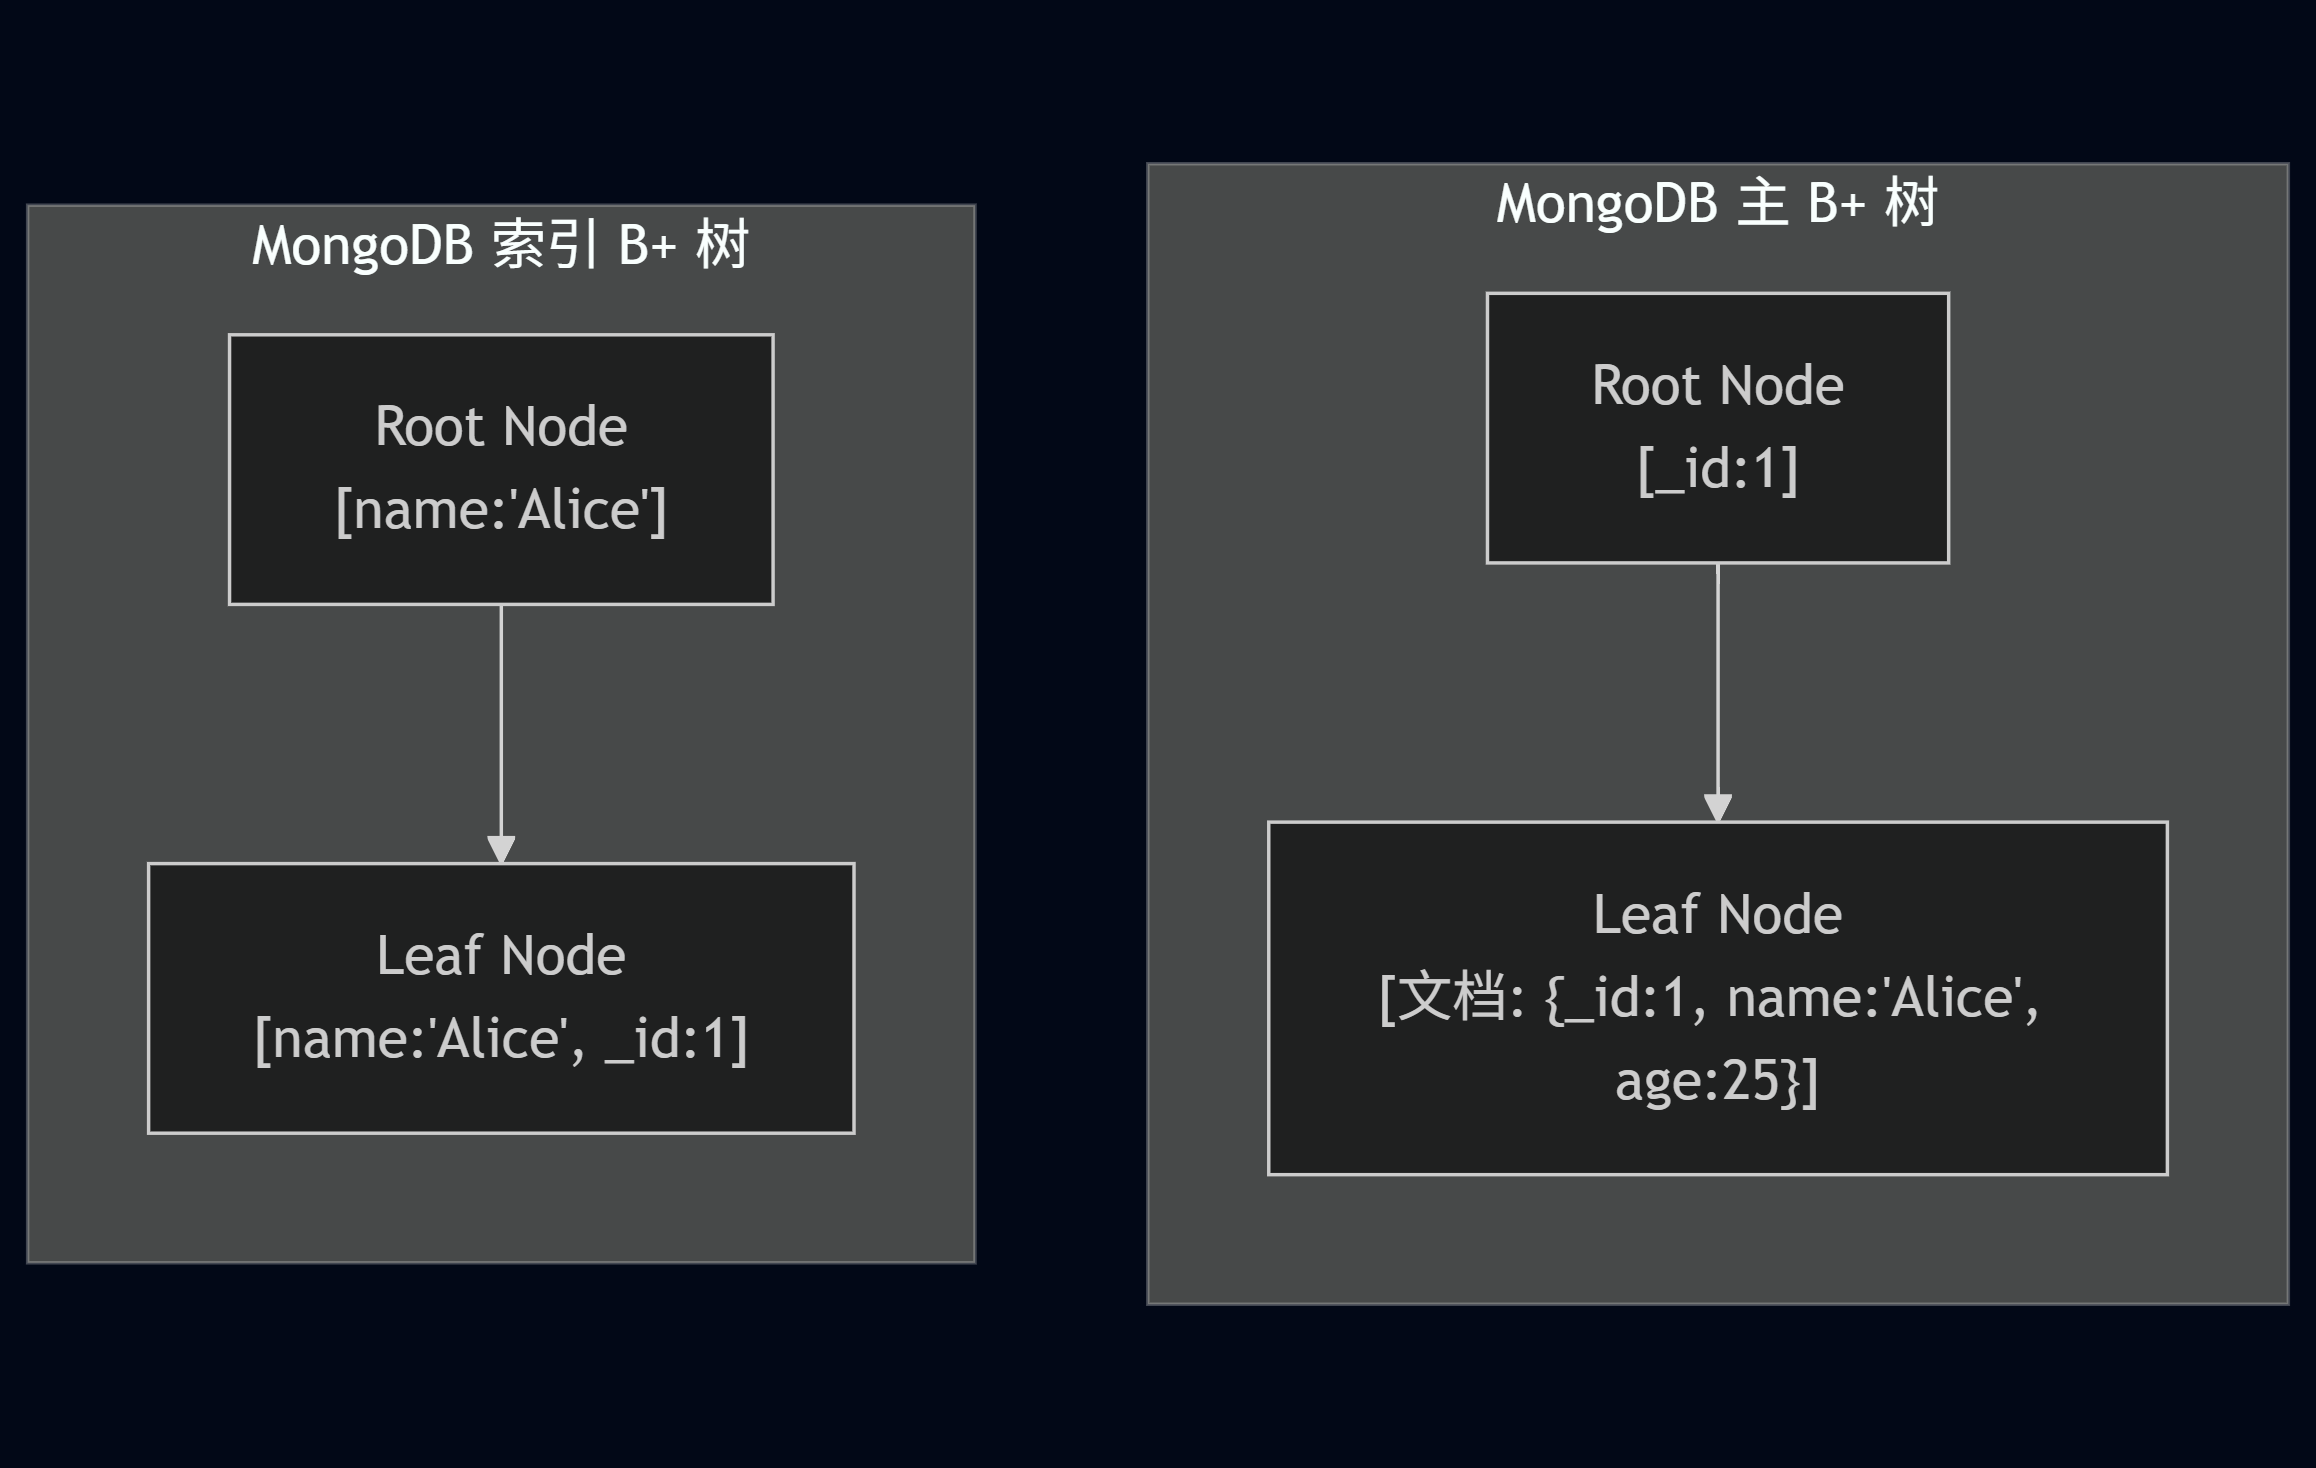 MongoDB 索引 B+ 树
Root Node
[name:'Alice']
Leaf Node
[name:'Alice', _id:1]
MongoDB 主 B+ 树
Root Node
[_id:1]
Leaf Node
[文档: {_id:1, name:'Alice',
age:25}]